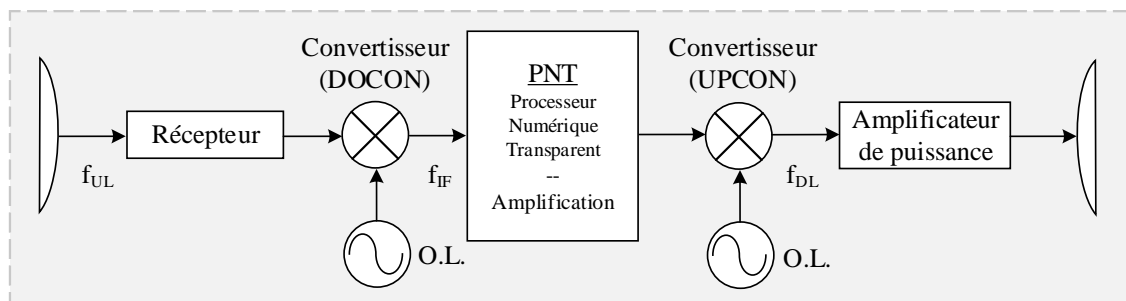 Convertisseur
(DOCON)
PNT
Processeur
Numérique
Transparent
--
Amplification
Convertisseur
(UPCON)
Récepteur
Amplificateur
de puissance
f_UL
f_IF
f_DL
O.L.
O.L.